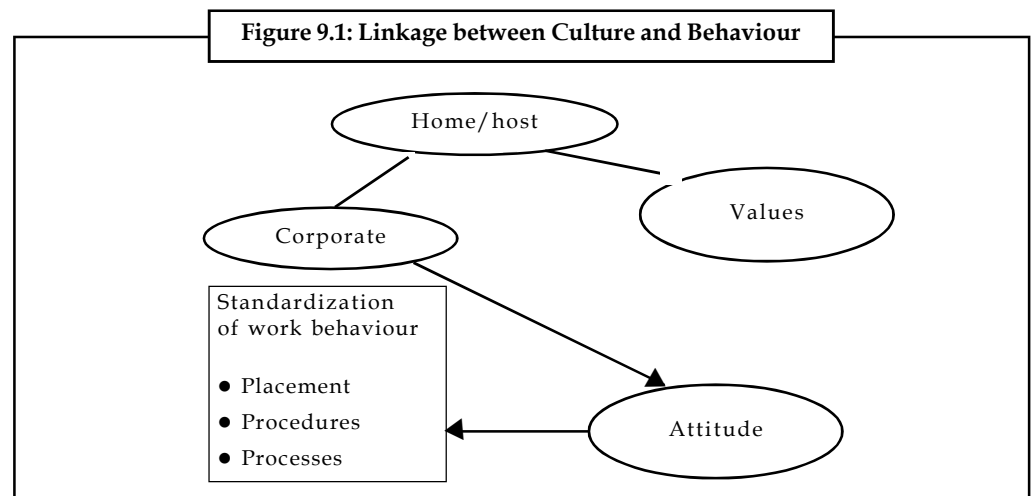 Figure 9.1: Linkage between Culture and Behaviour
Home/host
Values
Corporate
Standardization
of work behaviour
● Placement
● Procedures
● Processes
Attitude